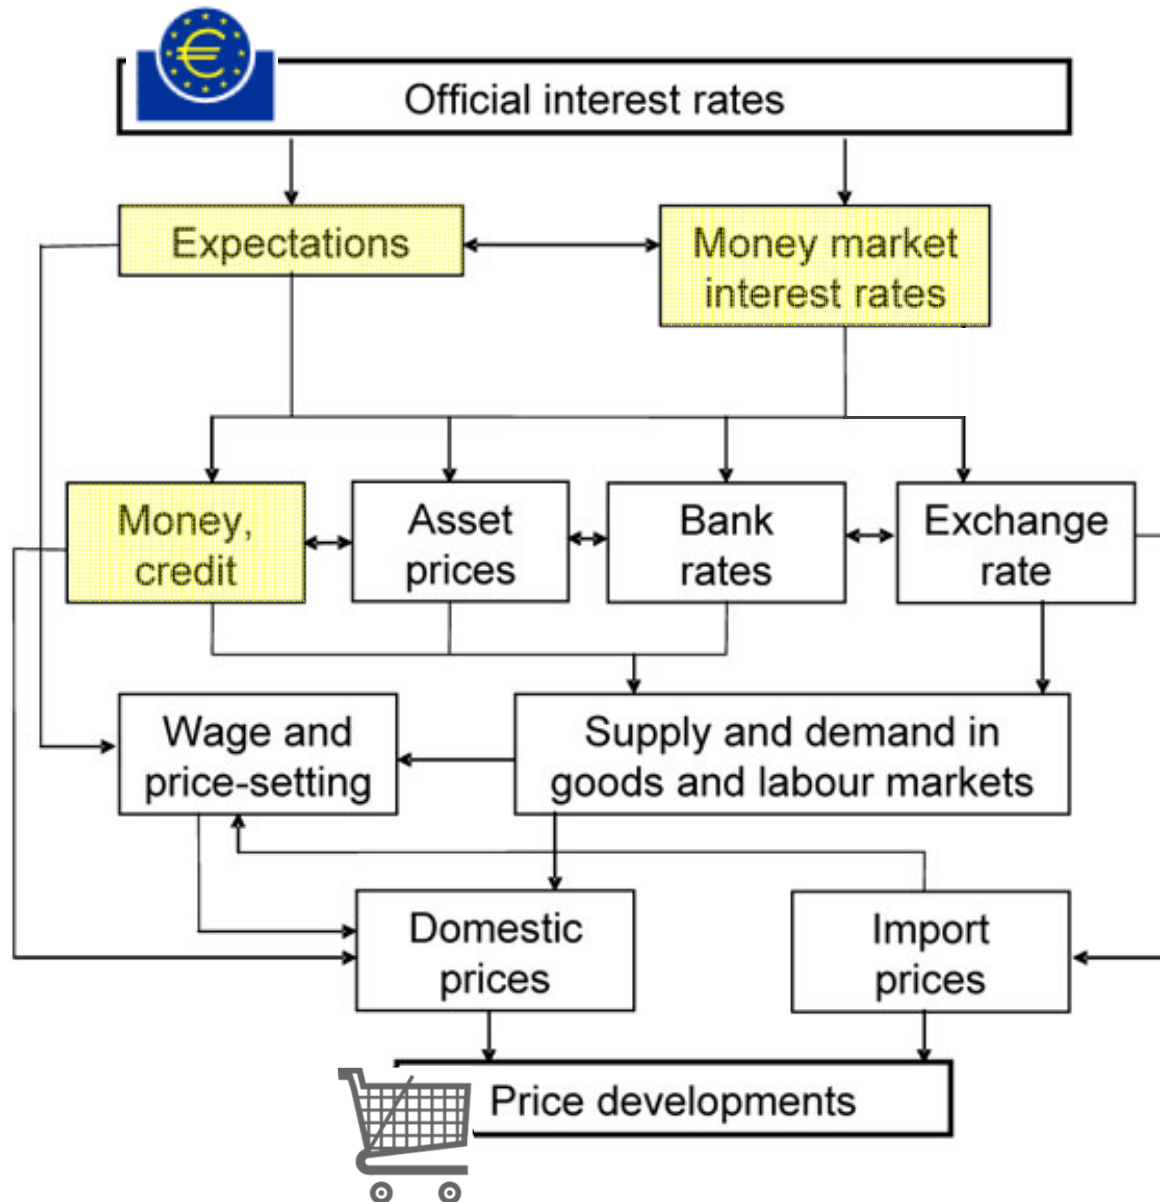 Official interest rates
Expectations
Money market
interest rates
Money,
credit
Asset
prices
Bank
rates
Exchange
rate
Wage and
price-setting
Supply and demand in
goods and labour markets
Domestic
prices
Import
prices
Price developments